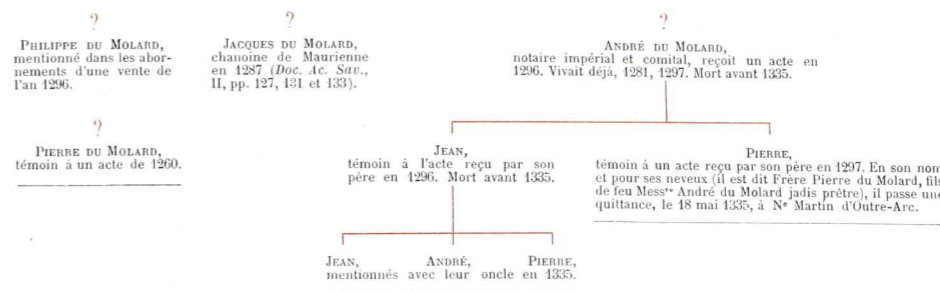 ?
PHILIPPE DU MOLARD,
mentionné dans les abor-
nements d'une vente de
l'an 1296.
?
JACQUES DU MOLARD,
chanoine de Maurienne
en 1287 (Doc. Ac. Sav.,
II, pp. 127, 131 et 133).
?
ANDRÉ DU MOLARD,
notaire impérial et comital, reçoit un acte en
1296. Vivait déjà, 1281, 1297. Mort avant 1335.
?
PIERRE DU MOLARD,
témoin à un acte de 1260.
JEAN,
témoin à l'acte reçu par son
père en 1296. Mort avant 1335.
PIERRE,
témoin à un acte reçu par son père en 1297. En son nom
et pour ses neveux (il est dit Frère Pierre du Molard, fils
de feu Messre André du Molard jadis prêtre), il passe une
quittance, le 18 mai 1335, à Ne Martin d'Outre-Arc.
JEAN, ANDRÉ, PIERRE,
mentionnés avec leur oncle en 1335.